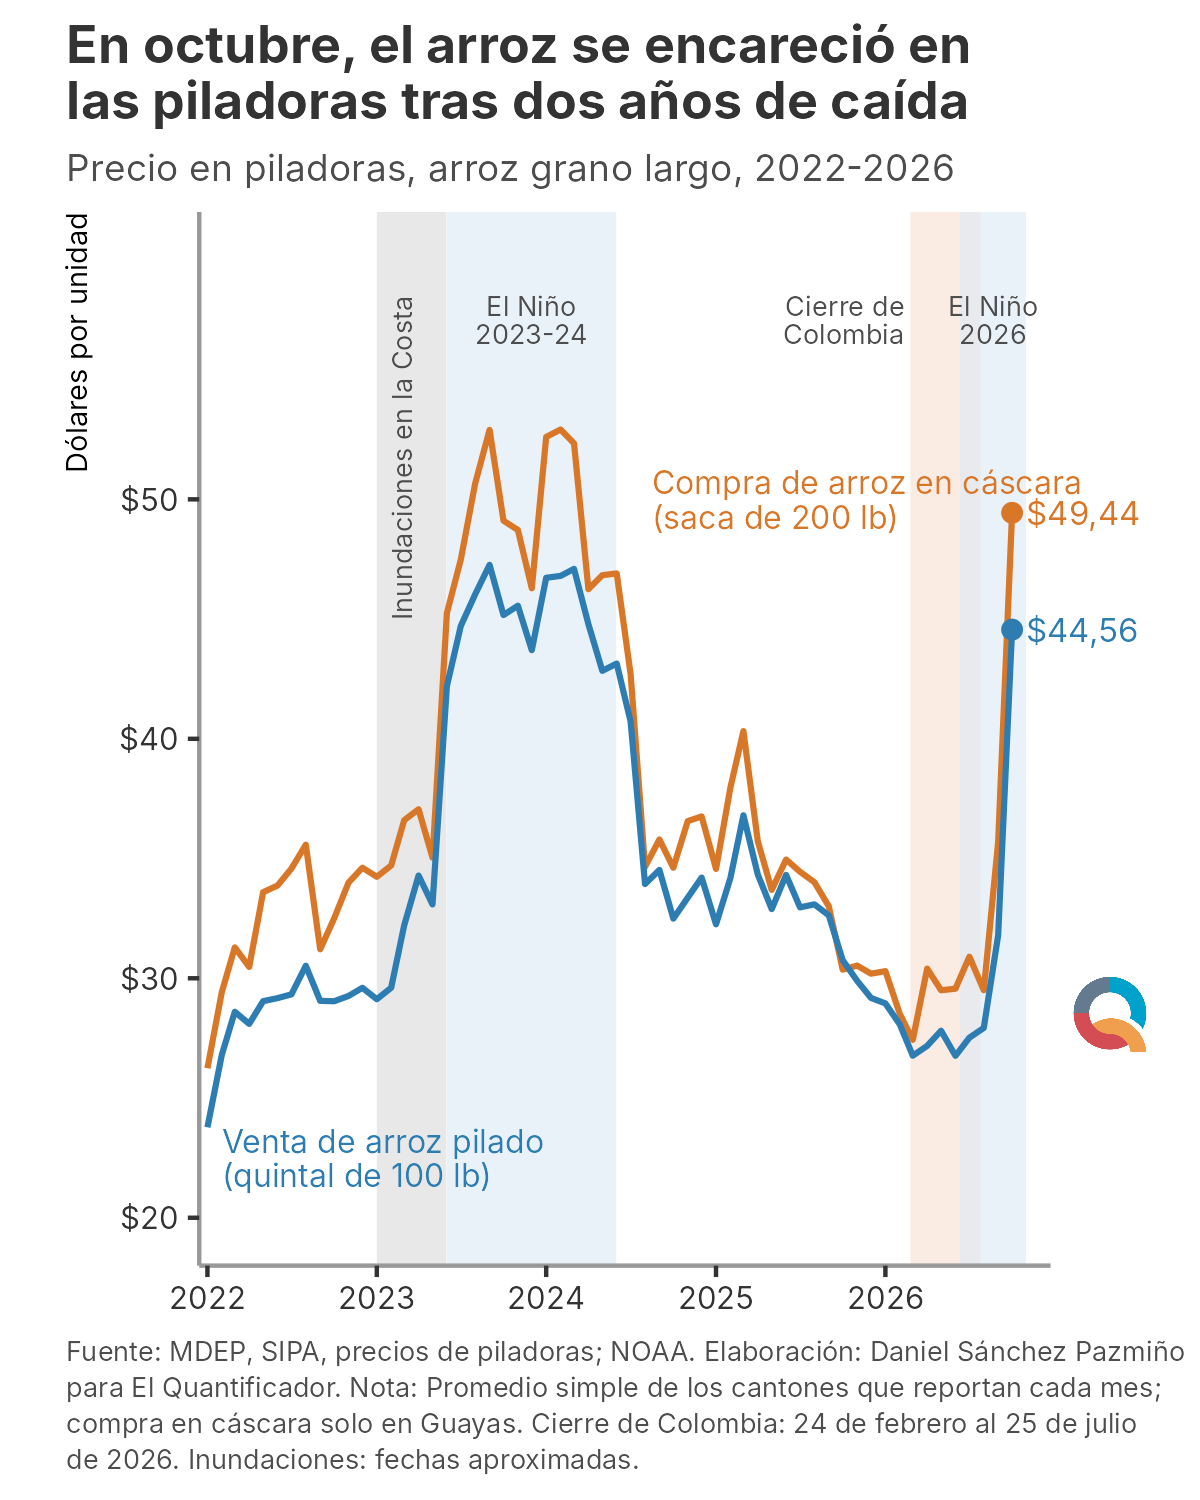 En octubre, el arroz se encareció en
las piladoras tras dos años de caída
Precio en piladoras, arroz grano largo, 2022-2026
Dólares por unidad
Inundaciones en la Costa
El Niño
2023-24
Cierre de
Colombia
El Niño
2026
Compra de arroz en cáscara
(saca de 200 lb)
$49,44
$44,56
Venta de arroz pilado
(quintal de 100 lb)
$50
$40
$30
$20
2022
2023
2024
2025
2026
Fuente: MDEP, SIPA, precios de piladoras; NOAA. Elaboración: Daniel Sánchez Pazmiño
para El Quantificador. Nota: Promedio simple de los cantones que reportan cada mes;
compra en cáscara solo en Guayas. Cierre de Colombia: 24 de febrero al 25 de julio
de 2026. Inundaciones: fechas aproximadas.